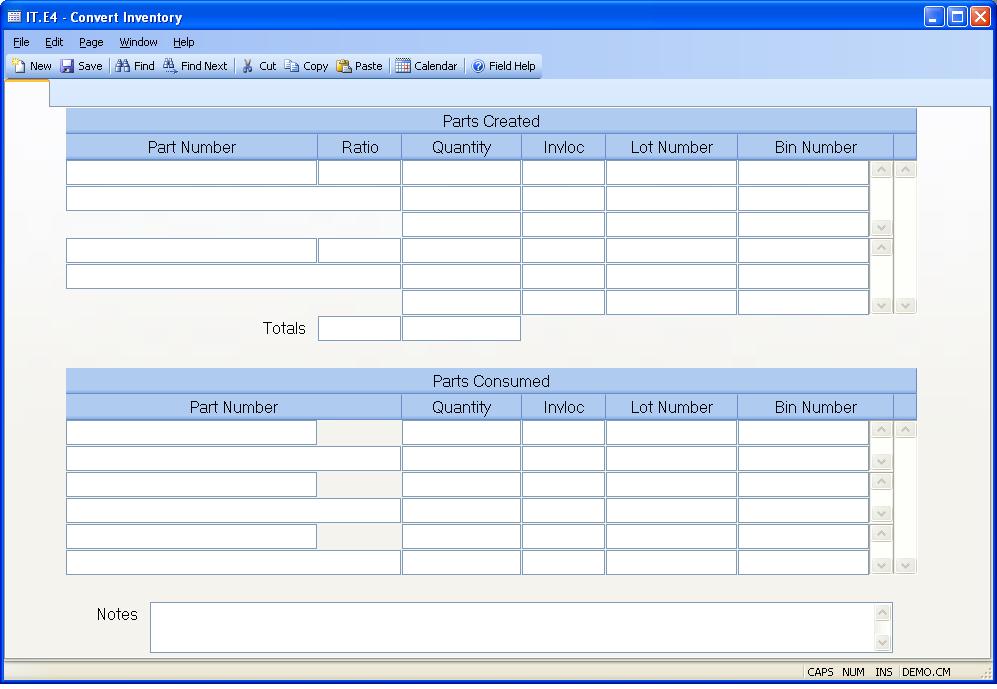 IT.E4 - Convert Inventory
File Edit Page Window Help
New Save Find Find Next Cut Copy Paste Calendar Field Help
Parts Created
Part Number Ratio Quantity Invloc Lot Number Bin Number
Totals
Parts Consumed
Part Number Quantity Invloc Lot Number Bin Number
Notes
CAPS NUM INS DEMO.CM